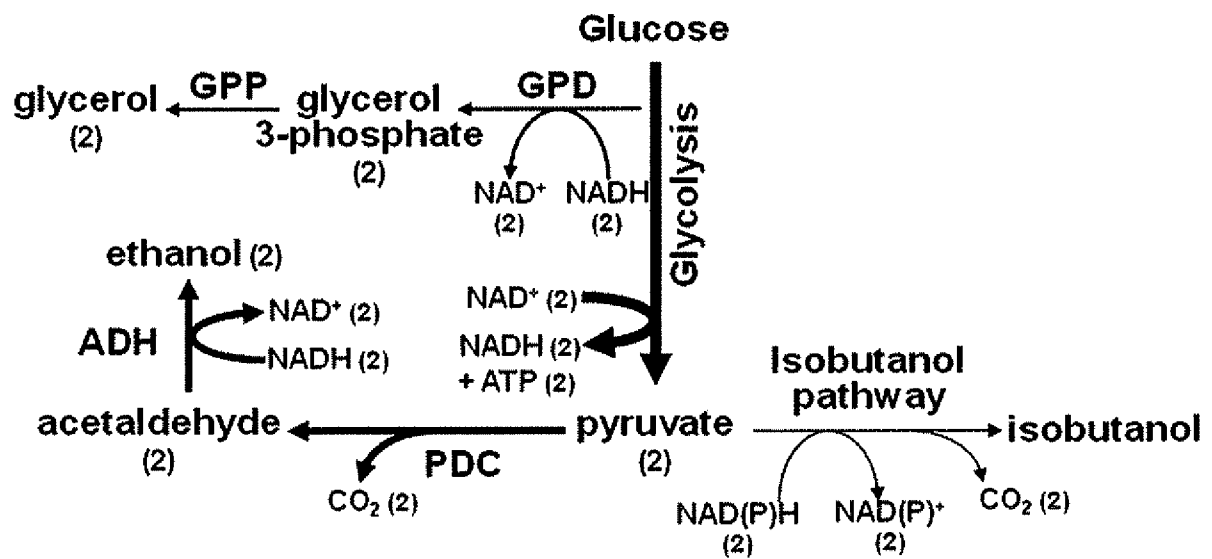 Glucose
GPP
GPD
glycerol
(2)
glycerol
3-phosphate
(2)
NAD⁺
(2)
NADH
(2)
Glycolysis
ethanol (2)
ADH
NAD⁺ (2)
NADH (2)
NAD⁺ (2)
NADH (2)
+ ATP (2)
acetaldehyde
(2)
PDC
CO₂ (2)
pyruvate
(2)
Isobutanol
pathway
isobutanol
NAD(P)H
(2)
NAD(P)⁺
(2)
CO₂ (2)